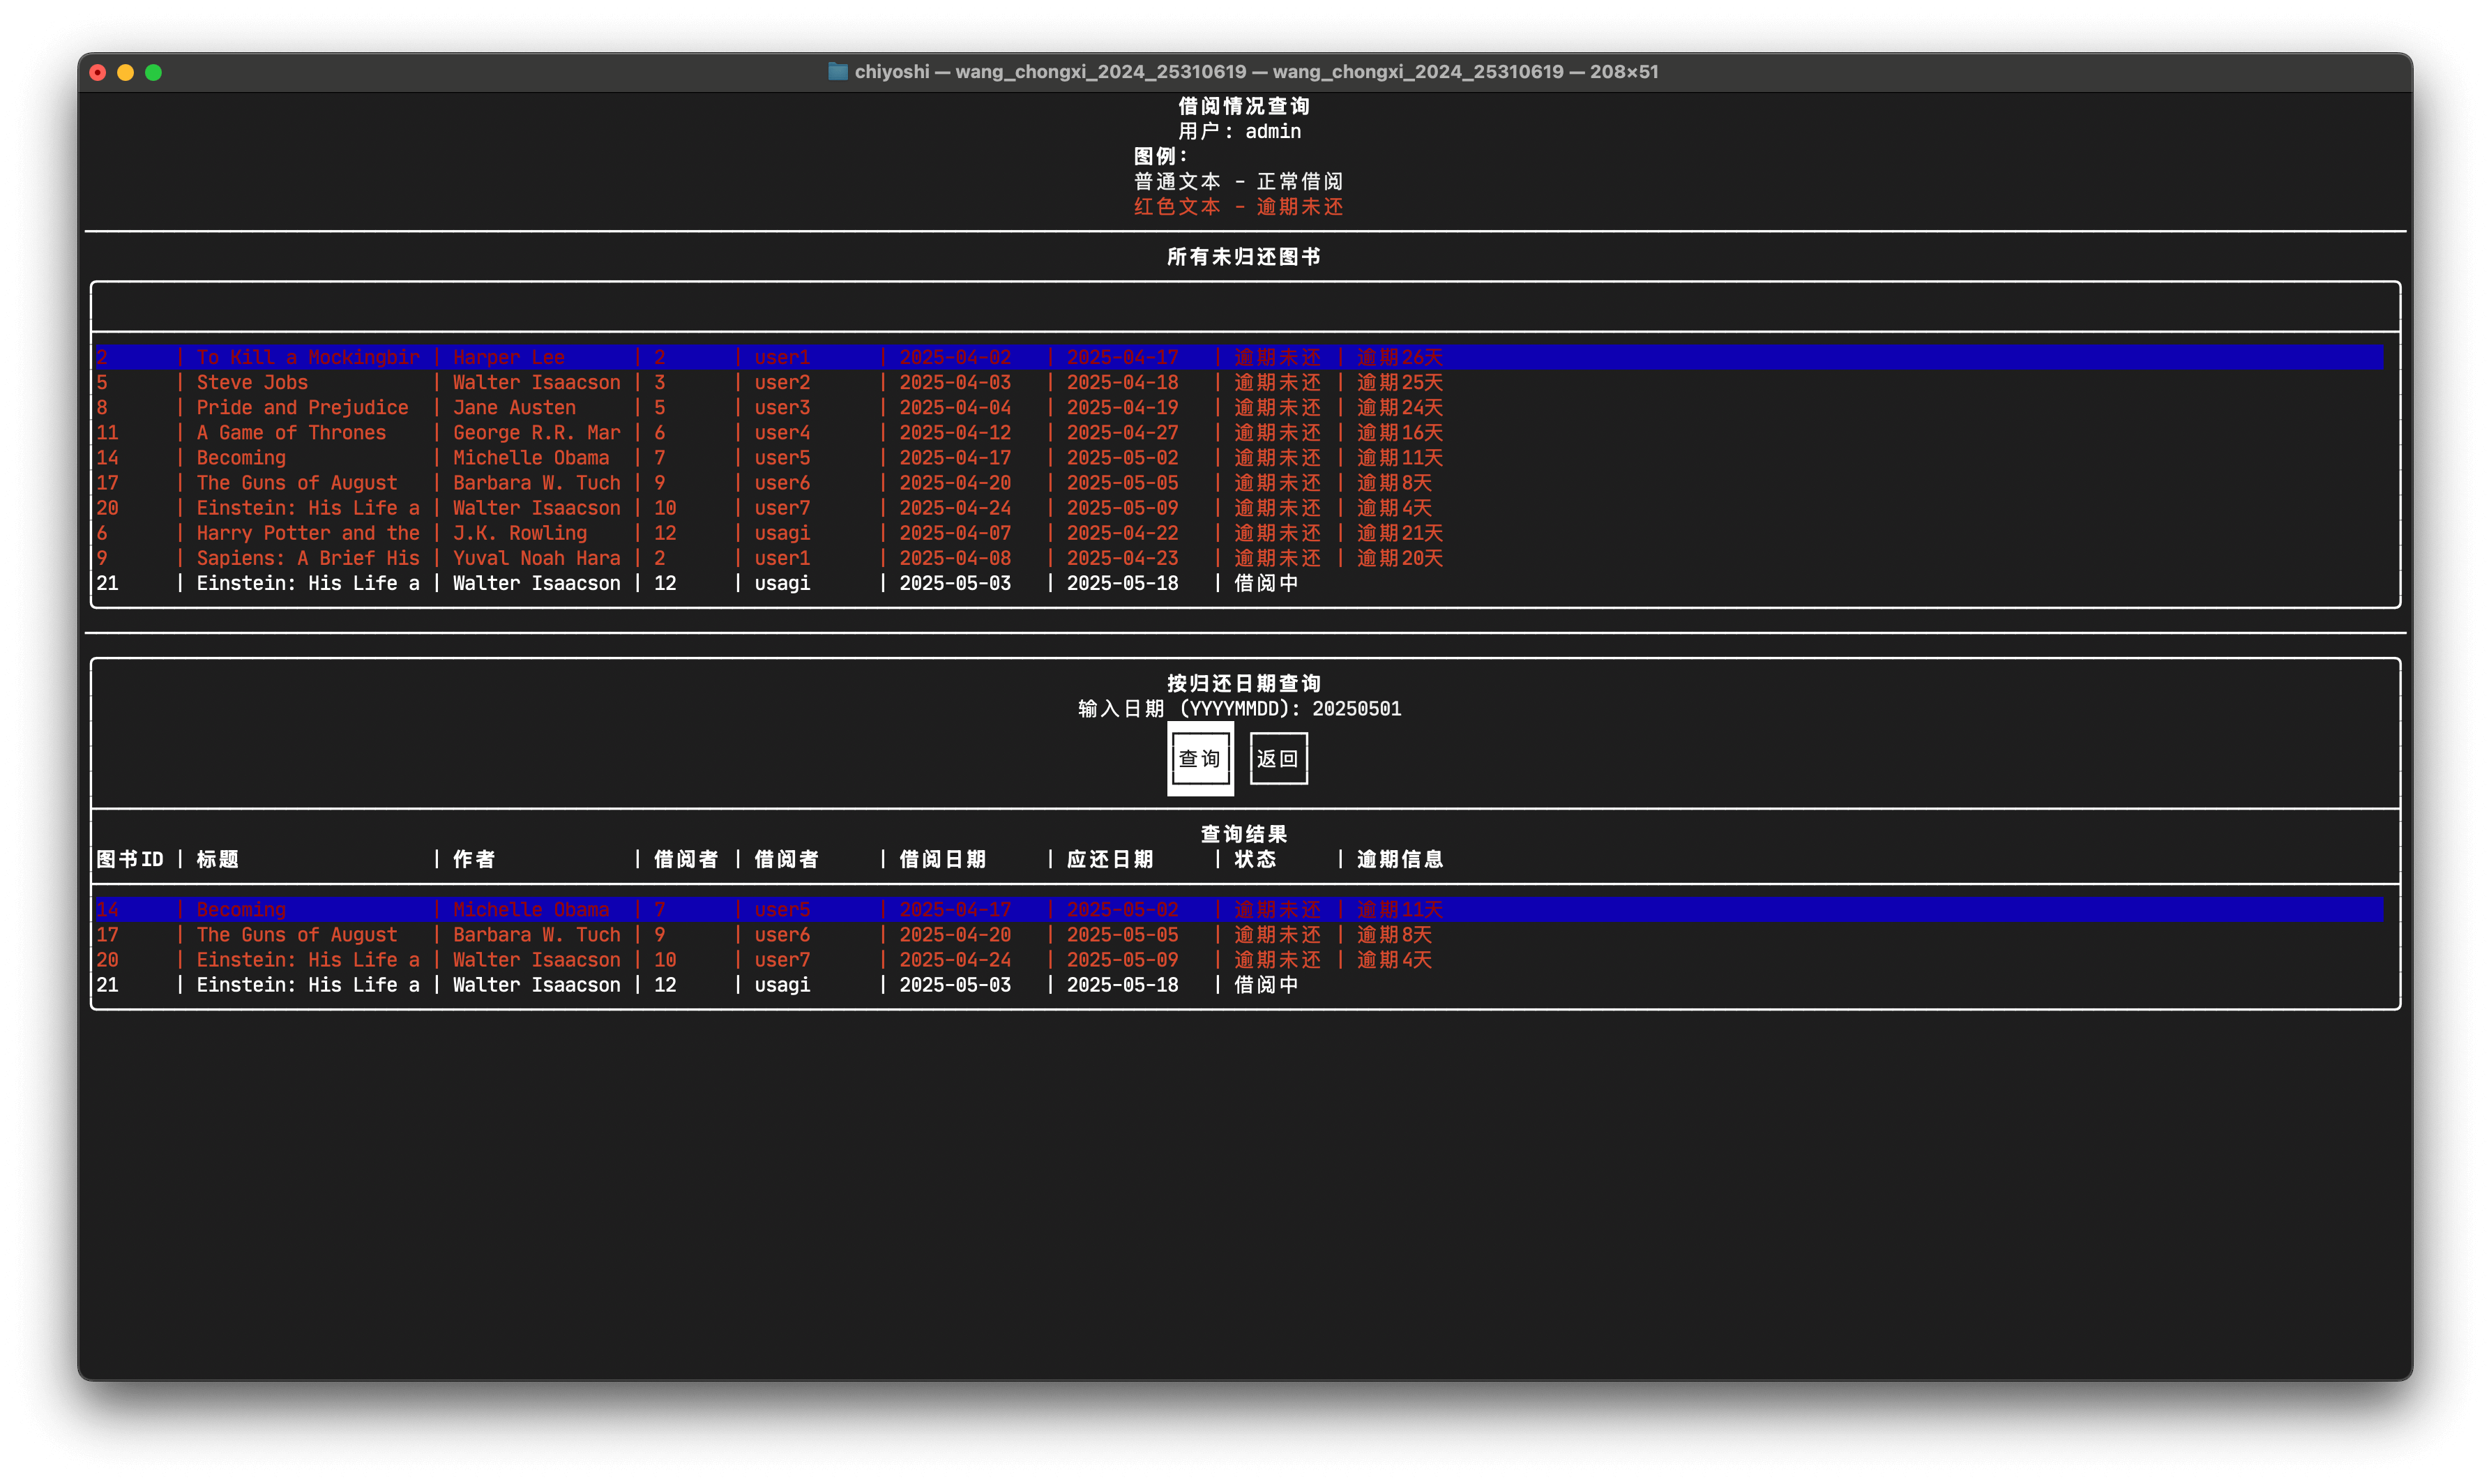 chiyoshi — wang_chongxi_2024_25310619 — wang_chongxi_2024_25310619 — 208×51
借阅情况查询
用户: admin
图例:
普通文本 - 正常借阅
红色文本 - 逾期未还
所有未归还图书
2 | To Kill a Mockingbir | Harper Lee | 2 | user1 | 2025-04-02 | 2025-04-17 | 逾期未还 | 逾期26天
5 | Steve Jobs | Walter Isaacson | 3 | user2 | 2025-04-03 | 2025-04-18 | 逾期未还 | 逾期25天
8 | Pride and Prejudice | Jane Austen | 5 | user3 | 2025-04-04 | 2025-04-19 | 逾期未还 | 逾期24天
11 | A Game of Thrones | George R.R. Mar | 6 | user4 | 2025-04-12 | 2025-04-27 | 逾期未还 | 逾期16天
14 | Becoming | Michelle Obama | 7 | user5 | 2025-04-17 | 2025-05-02 | 逾期未还 | 逾期11天
17 | The Guns of August | Barbara W. Tuch | 9 | user6 | 2025-04-20 | 2025-05-05 | 逾期未还 | 逾期8天
20 | Einstein: His Life a | Walter Isaacson | 10 | user7 | 2025-04-24 | 2025-05-09 | 逾期未还 | 逾期4天
6 | Harry Potter and the | J.K. Rowling | 12 | usagi | 2025-04-07 | 2025-04-22 | 逾期未还 | 逾期21天
9 | Sapiens: A Brief His | Yuval Noah Hara | 2 | user1 | 2025-04-08 | 2025-04-23 | 逾期未还 | 逾期20天
21 | Einstein: His Life a | Walter Isaacson | 12 | usagi | 2025-05-03 | 2025-05-18 | 借阅中
按归还日期查询
输入日期 (YYYYMMDD): 20250501
查询 返回
查询结果
图书ID | 标题 | 作者 | 借阅者 | 借阅者 | 借阅日期 | 应还日期 | 状态 | 逾期信息
14 | Becoming | Michelle Obama | 7 | user5 | 2025-04-17 | 2025-05-02 | 逾期未还 | 逾期11天
17 | The Guns of August | Barbara W. Tuch | 9 | user6 | 2025-04-20 | 2025-05-05 | 逾期未还 | 逾期8天
20 | Einstein: His Life a | Walter Isaacson | 10 | user7 | 2025-04-24 | 2025-05-09 | 逾期未还 | 逾期4天
21 | Einstein: His Life a | Walter Isaacson | 12 | usagi | 2025-05-03 | 2025-05-18 | 借阅中